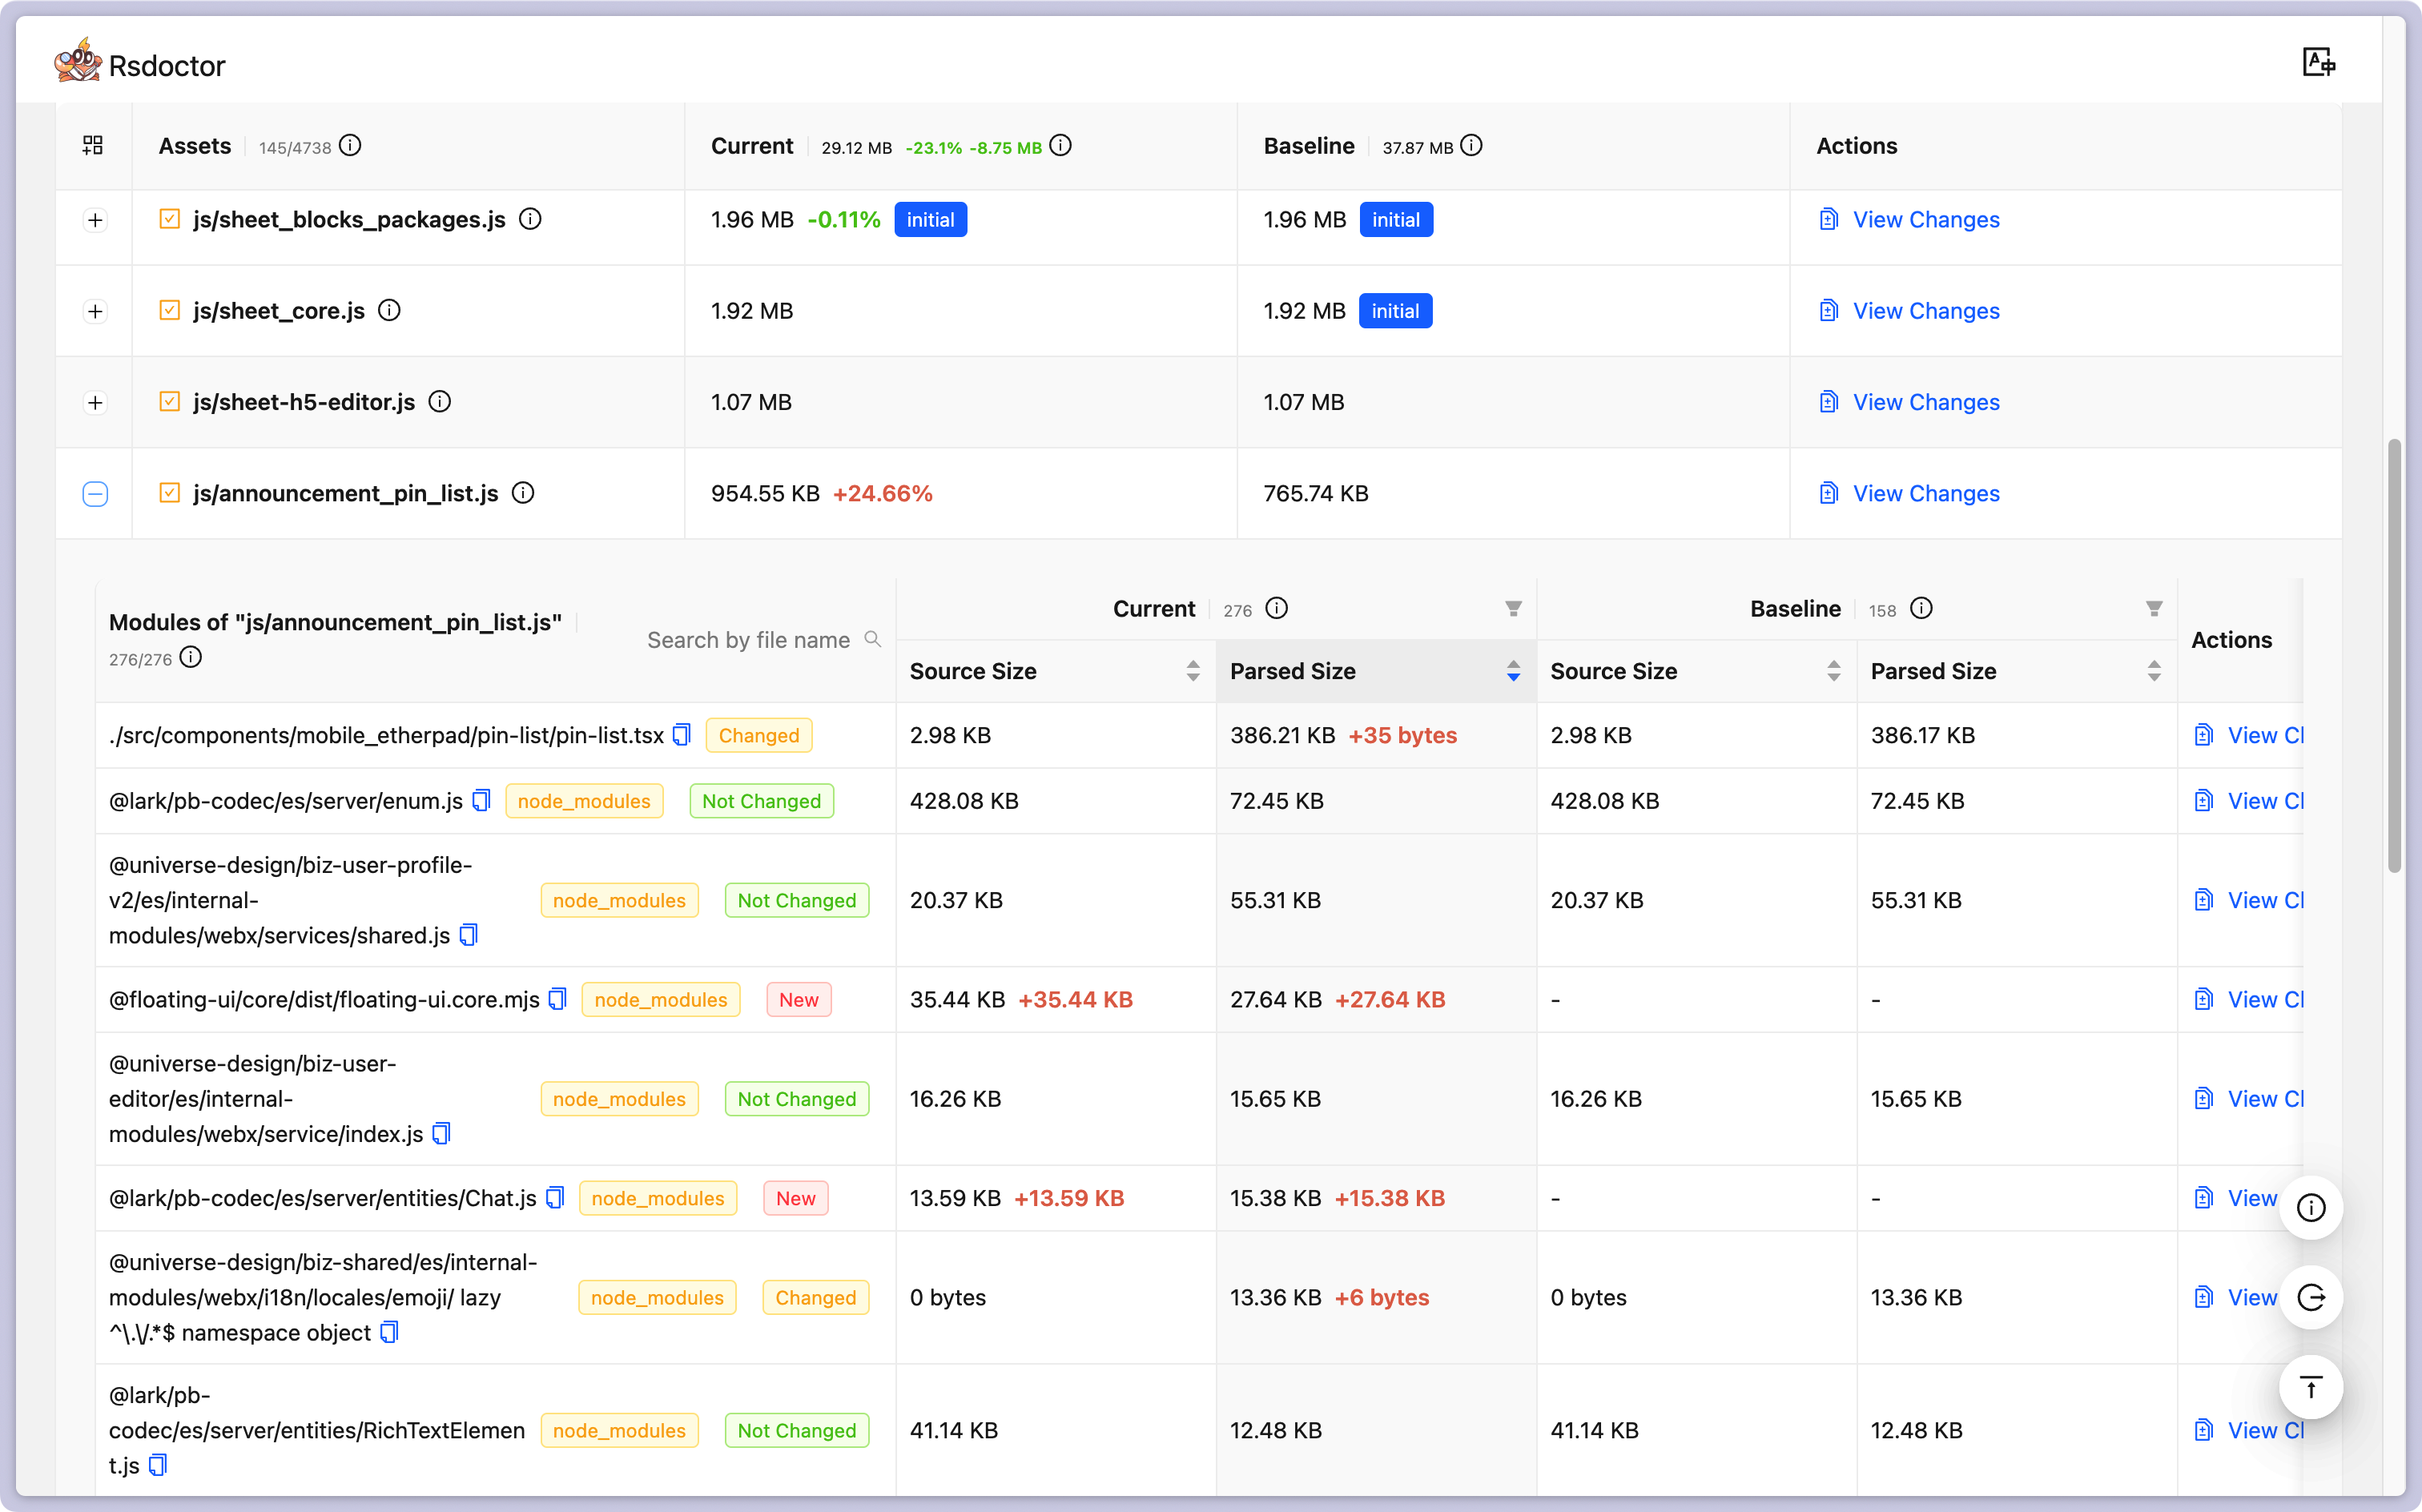 Rsdoctor
Assets 145/4738 Current 29.12 MB -23.1% -8.75 MB Baseline 37.87 MB Actions
js/sheet_blocks_packages.js 1.96 MB -0.11% initial 1.96 MB initial View Changes
js/sheet_core.js 1.92 MB 1.92 MB initial View Changes
js/sheet-h5-editor.js 1.07 MB 1.07 MB View Changes
js/announcement_pin_list.js 954.55 KB +24.66% 765.74 KB View Changes
Modules of "js/announcement_pin_list.js"
276/276
Search by file name
Current 276 Baseline 158 Actions
Source Size Parsed Size Source Size Parsed Size
./src/components/mobile_etherpad/pin-list/pin-list.tsx Changed 2.98 KB 386.21 KB +35 bytes 2.98 KB 386.17 KB View Cl
@lark/pb-codec/es/server/enum.js node_modules Not Changed 428.08 KB 72.45 KB 428.08 KB 72.45 KB View Cl
@universe-design/biz-user-profile-
v2/es/internal-
modules/webx/services/shared.js
node_modules Not Changed 20.37 KB 55.31 KB 20.37 KB 55.31 KB View Cl
@floating-ui/core/dist/floating-ui.core.mjs node_modules New 35.44 KB +35.44 KB 27.64 KB +27.64 KB - - View Cl
@universe-design/biz-user-
editor/es/internal-
modules/webx/service/index.js
node_modules Not Changed 16.26 KB 15.65 KB 16.26 KB 15.65 KB View Cl
@lark/pb-codec/es/server/entities/Chat.js node_modules New 13.59 KB +13.59 KB 15.38 KB +15.38 KB - - View
@universe-design/biz-shared/es/internal-
modules/webx/i18n/locales/emoji/ lazy
^\.\/.*$ namespace object
node_modules Changed 0 bytes 13.36 KB +6 bytes 0 bytes 13.36 KB View
@lark/pb-
codec/es/server/entities/RichTextElemen
t.js
node_modules Not Changed 41.14 KB 12.48 KB 41.14 KB 12.48 KB View Cl